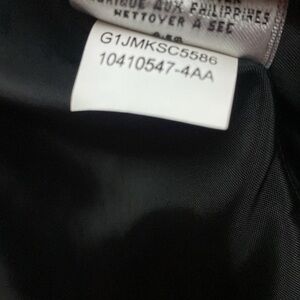 AUX PHILIPPINES
NETTOYER A SEC
G1JMKSC5586
10410547-4AA